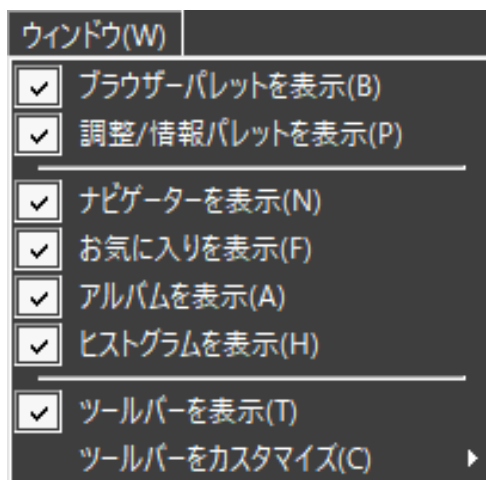 ウィンドウ(W)
ブラウザーパレットを表示(B)
調整/情報パレットを表示(P)
ナビゲーターを表示(N)
お気に入りを表示(F)
アルバムを表示(A)
ヒストグラムを表示(H)
ツールバーを表示(T)
ツールバーをカスタマイズ(C)